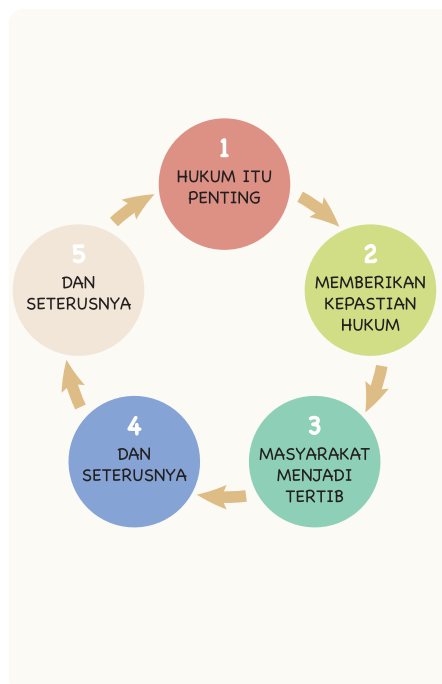 1
HUKUM ITU
PENTING
2
MEMBERIKAN
KEPASTIAN
HUKUM
3
MASYARAKAT
MENJADI
TERTIB
4
DAN
SETERUSNYA
5
DAN
SETERUSNYA